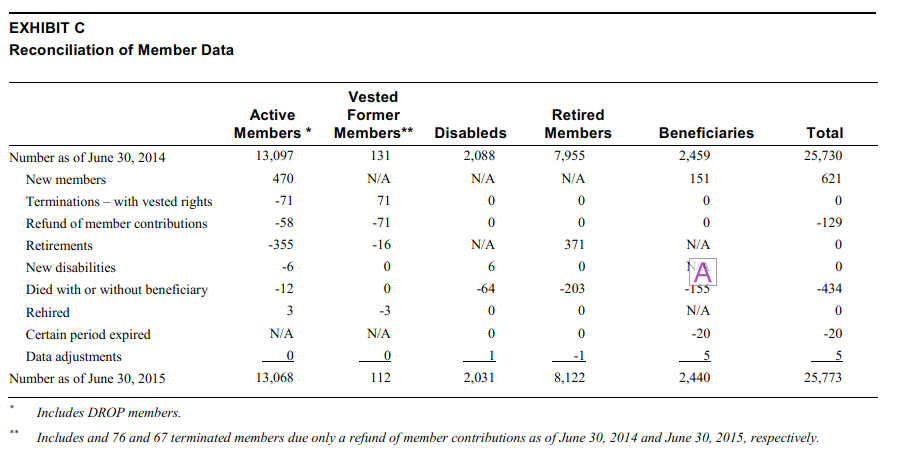 EXHIBIT C
Reconciliation of Member Data
Active Members * Vested Former Members** Disableds Retired Members Beneficiaries Total
Number as of June 30, 2014 13,097 131 2,088 7,955 2,459 25,730
New members 470 N/A N/A N/A 151 621
Terminations – with vested rights -71 71 0 0 0 0
Refund of member contributions -58 -71 0 0 0 -129
Retirements -355 -16 N/A 371 N/A 0
New disabilities -6 0 6 0 A 0
Died with or without beneficiary -12 0 -64 -203 -155 -434
Rehired 3 -3 0 0 N/A 0
Certain period expired N/A N/A 0 0 -20 -20
Data adjustments 0 0 1 -1 5 5
Number as of June 30, 2015 13,068 112 2,031 8,122 2,440 25,773
* Includes DROP members.
** Includes and 76 and 67 terminated members due only a refund of member contributions as of June 30, 2014 and June 30, 2015, respectively.